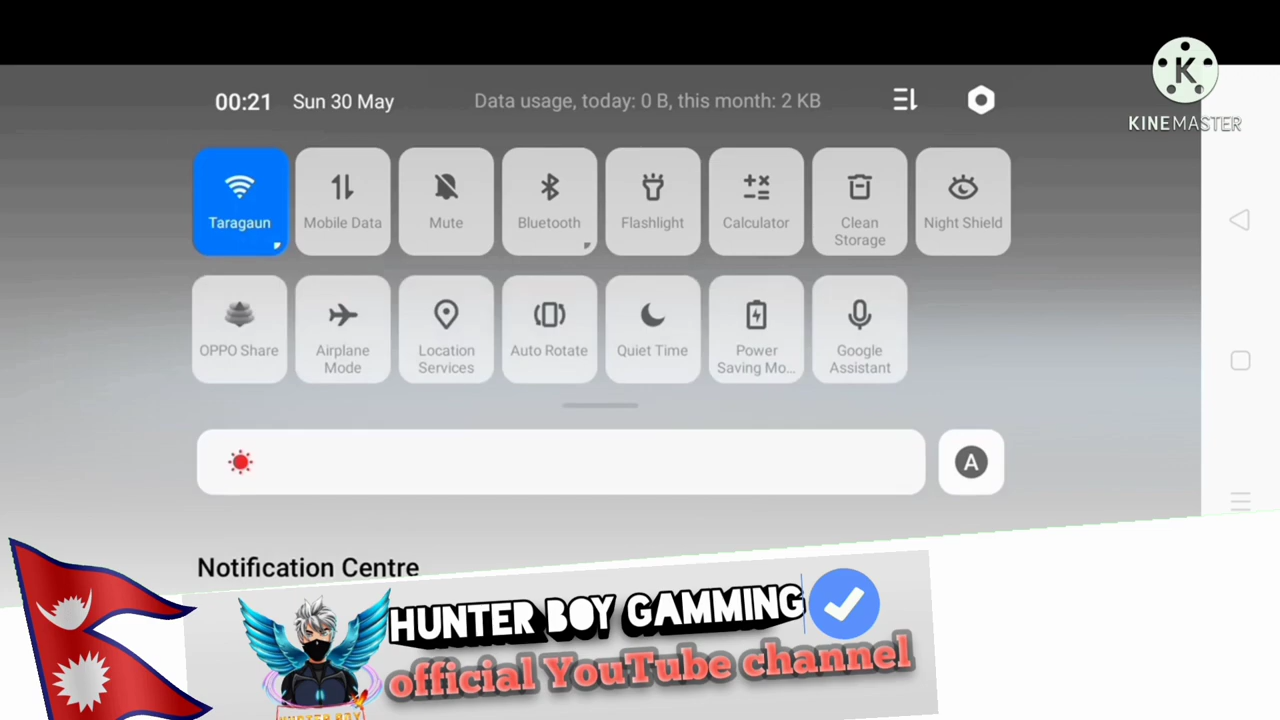 00:21 Sun 30 May Data usage, today: 0 B, this month: 2 KB
KINEMASTER
Taragaun Mobile Data Mute Bluetooth Flashlight Calculator Clean Storage Night Shield
OPPO Share Airplane Mode Location Services Auto Rotate Quiet Time Power Saving Mo... Google Assistant
A
Notification Centre
HUNTER BOY GAMMING
official YouTube channel
HUNTER BOY